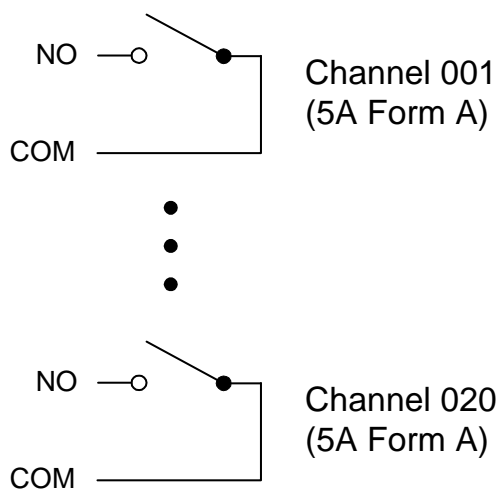 NO
Channel 001
(5A Form A)
COM
NO
Channel 020
(5A Form A)
COM